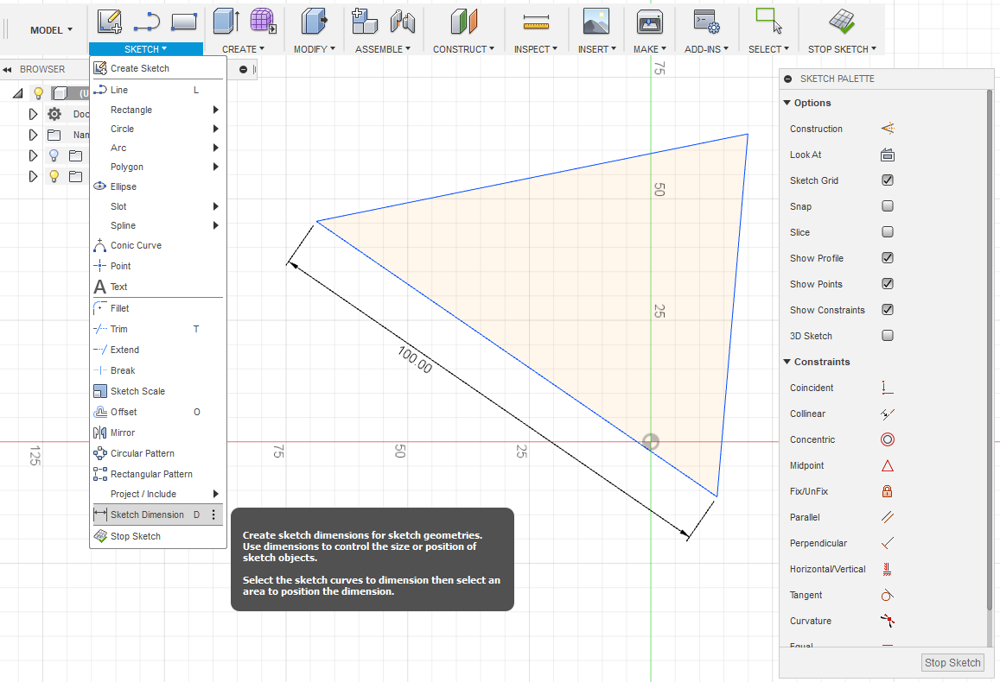 MODEL
SKETCH
CREATE
MODIFY
ASSEMBLE
CONSTRUCT
INSPECT
INSERT
MAKE
ADD-INS
SELECT
STOP SKETCH
BROWSER
(U
Doc
Nam
Create Sketch
Line L
Rectangle
Circle
Arc
Polygon
Ellipse
Slot
Spline
Conic Curve
Point
A Text
Fillet
Trim T
Extend
Break
Sketch Scale
Offset O
Mirror
Circular Pattern
Rectangular Pattern
Project / Include
Sketch Dimension D
Stop Sketch
Create sketch dimensions for sketch geometries.
Use dimensions to control the size or position of
sketch objects.
Select the sketch curves to dimension then select an
area to position the dimension.
75
50
25
100.00
125
75
50
25
SKETCH PALETTE
Options
Construction
Look At
Sketch Grid
Snap
Slice
Show Profile
Show Points
Show Constraints
3D Sketch
Constraints
Coincident
Collinear
Concentric
Midpoint
Fix/UnFix
Parallel
Perpendicular
Horizontal/Vertical
Tangent
Curvature
Equal
Stop Sketch